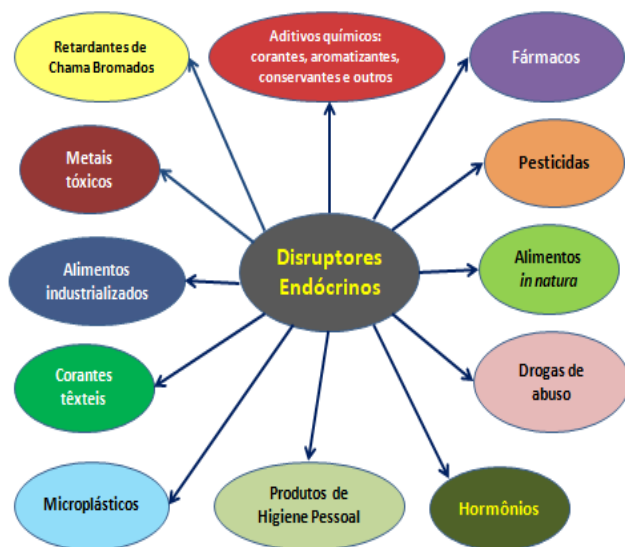 Retardantes de
Chama Bromados
Aditivos químicos:
corantes, aromatizantes,
conservantes e outros
Fármacos
Metais
tóxicos
Pesticidas
Disruptores
Endócrinos
Alimentos
industrializados
Alimentos
in natura
Corantes
têxteis
Drogas de
abuso
Microplásticos
Produtos de
Higiene Pessoal
Hormônios